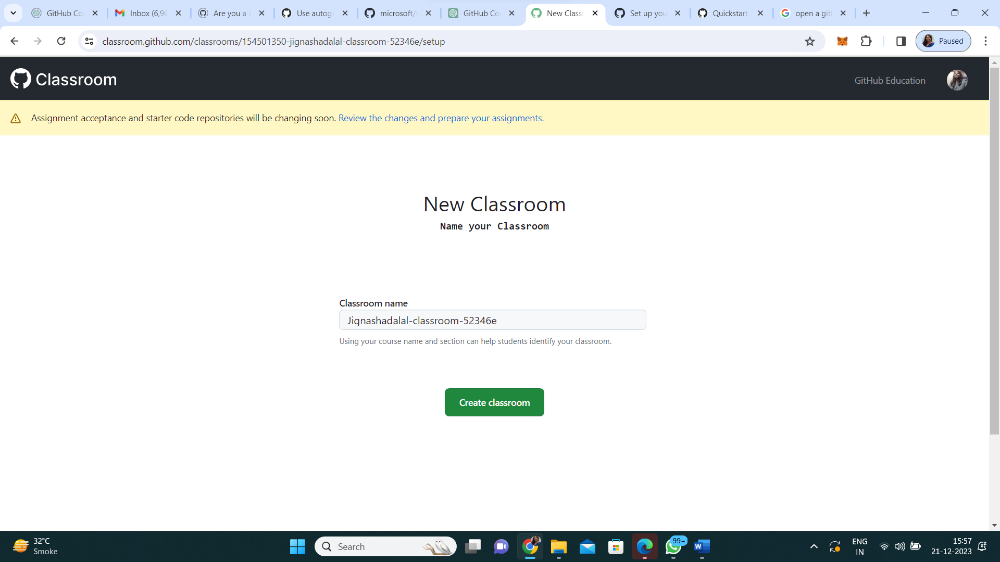 GitHub Co
Inbox (6,96
Are you a s
Use autogr
microsoft/v
GitHub Co
New Classr
Set up you
Quickstart
open a git
classroom.github.com/classrooms/154501350-jignashadalal-classroom-52346e/setup
Paused
Classroom
GitHub Education
Assignment acceptance and starter code repositories will be changing soon. Review the changes and prepare your assignments.
New Classroom
Name your Classroom
Classroom name
Jignashadalal-classroom-52346e
Using your course name and section can help students identify your classroom.
Create classroom
32°C
Smoke
Search
99+
ENG
IN
15:57
21-12-2023